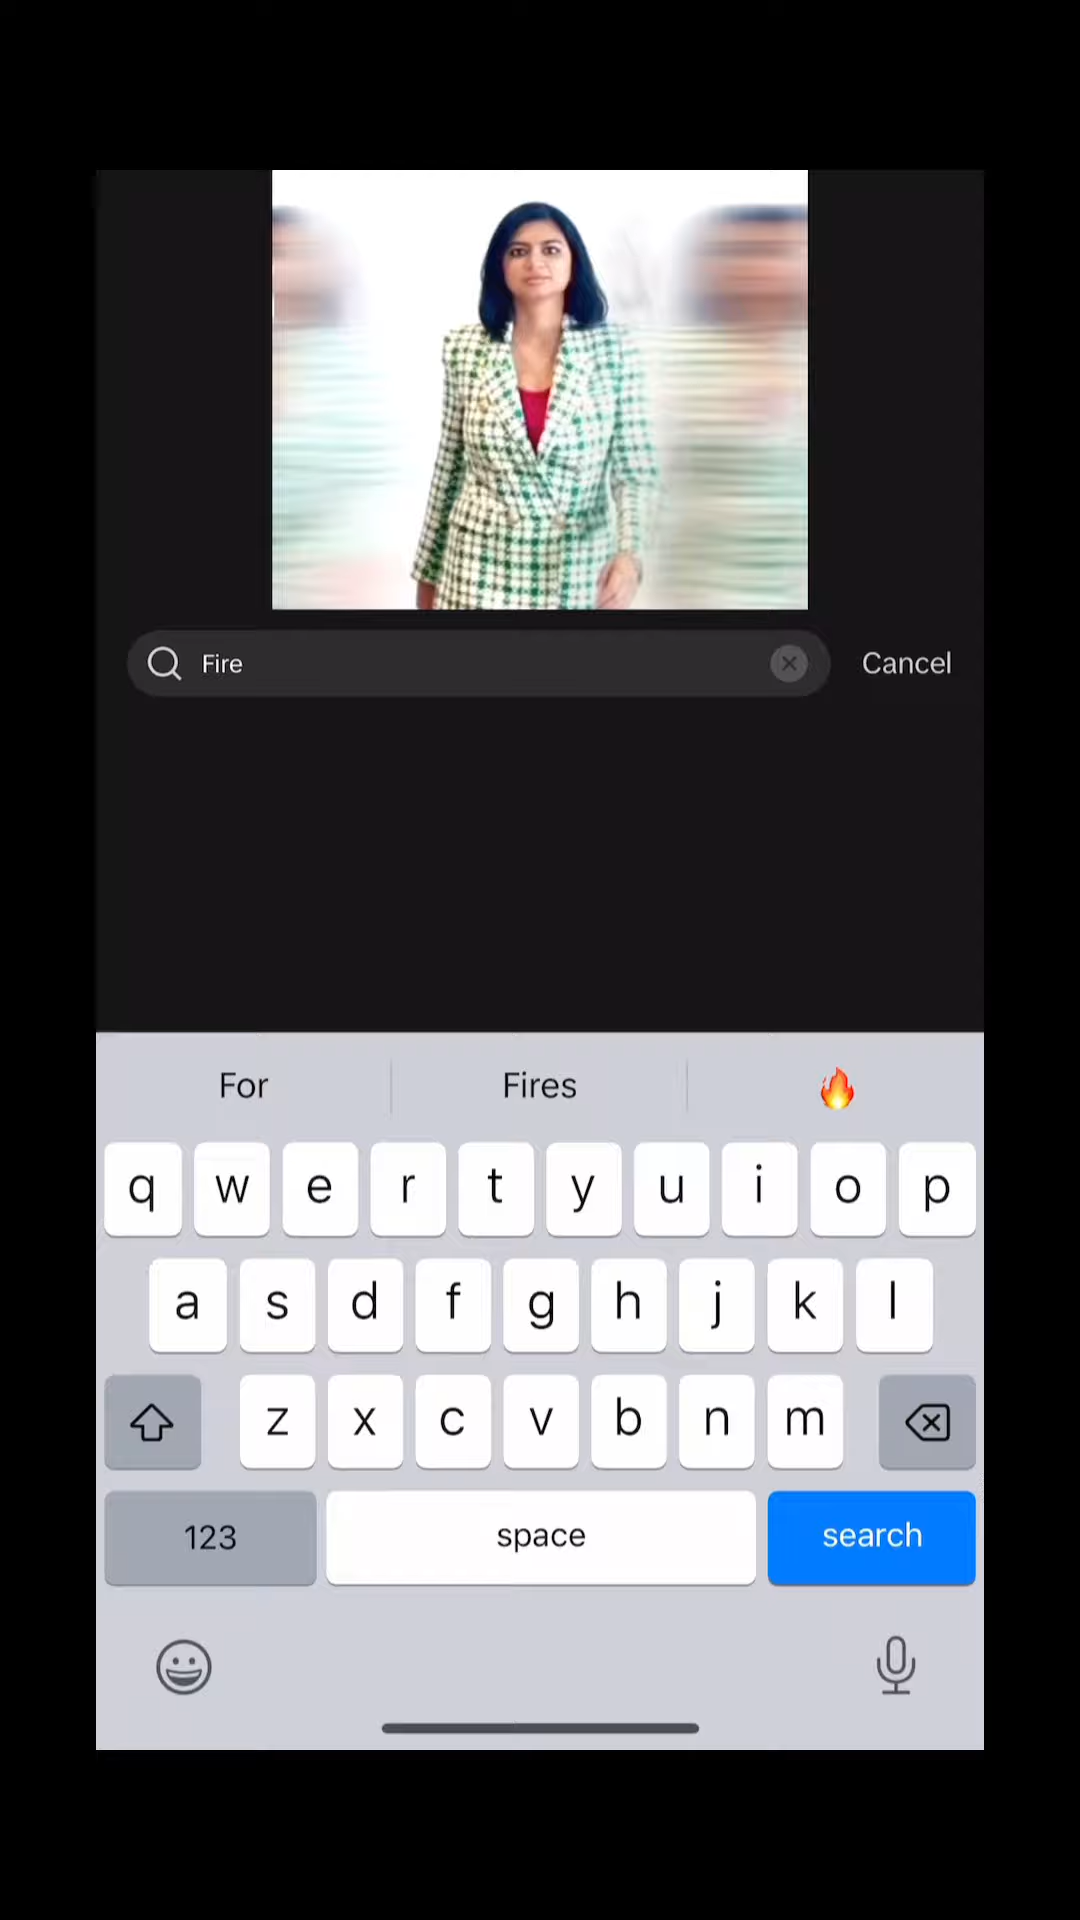 Fire
Cancel
For Fires 🔥
q w e r t y u i o p
a s d f g h j k l
z x c v b n m
123 space search